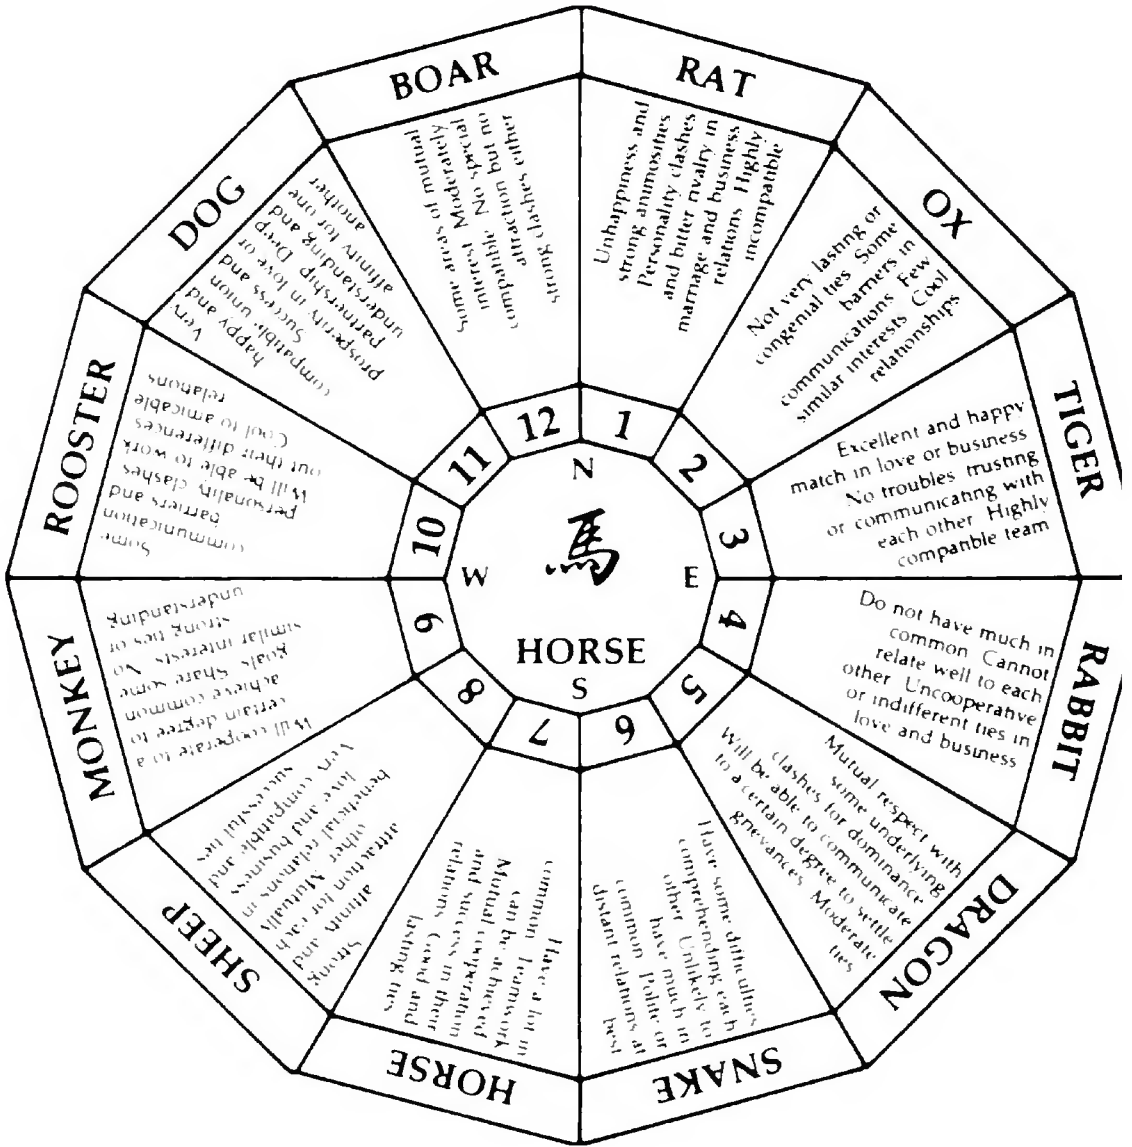 RAT
Unhappiness and
strong animosities
Personality clashes
and bitter rivalry in
marriage and business
relations Highly
incompatible
1
OX
Not very lasting or
congenial ties Some
barriers in
communications Few
similar interests Cool
relationships
2
TIGER
Excellent and happy
match in love or business
No troubles trusting
or communicating with
each other Highly
compatible team
3
RABBIT
Do not have much in
common Cannot
relate well to each
other Uncooperative
or indifferent ties in
love and business
4
DRAGON
Mutual respect with
some underlying
clashes for dominance
Will be able to communicate
to a certain degree to settle
grievances Moderate
ties
5
SNAKE
Have some difficulties
comprehending each
other Unlikely to
have much in
common Polite or
distant relations at
best
6
HORSE
Have a lot in
common Teamwork
can be achieved
Mutual cooperation
and success in their
relations Good and
lasting ties
7
SHEEP
Strong
affinity and
attraction for each
other Mutually
beneficial relations in
love and business
Very compatible and
successful ties
8
MONKEY
Will cooperate to a
certain degree to
achieve common
goals Share some
similar interests No
strong ties or
understanding
9
ROOSTER
Some
communication
barriers and
personality clashes
Will be able to work
out their differences
Cool to amicable
relations
10
DOG
Very
happy and
compatible union
Success and
prosperity in love or
partnership Deep
understanding and
affinity for one
another
11
BOAR
Some areas of mutual
interest Moderately
compatible No special
attraction but no
strong clashes either
12
N
馬
W E
HORSE
S